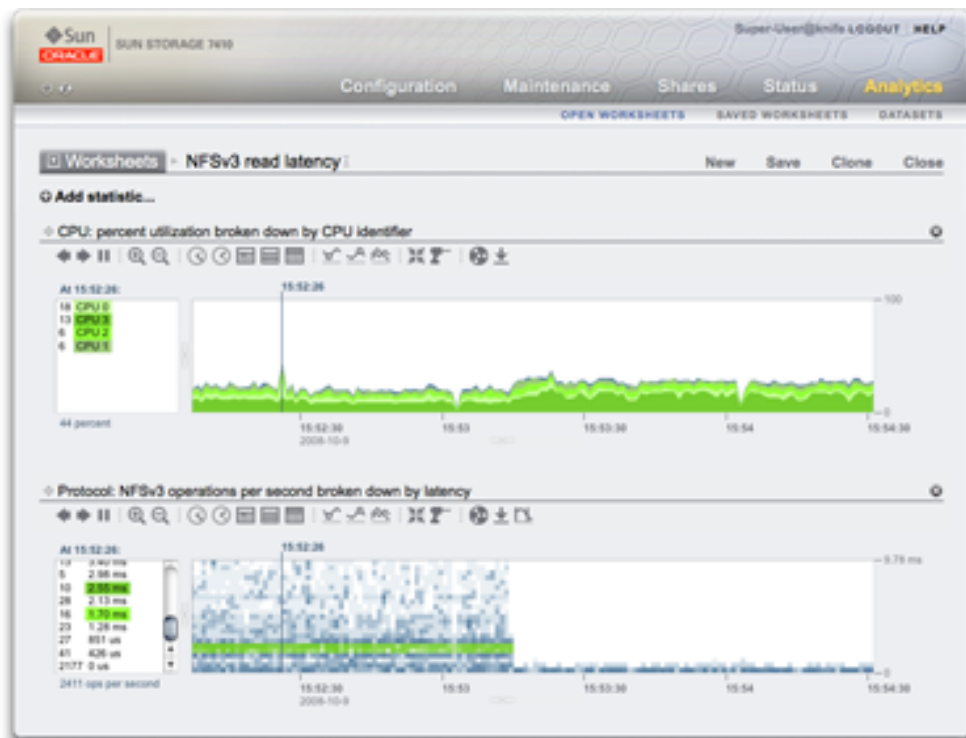 Sun
ORACLE
SUN STORAGE 7410
Super-User@knife LOGOUT HELP
Configuration Maintenance Shares Status Analytics
OPEN WORKSHEETS SAVED WORKSHEETS DATASETS
Worksheets NFSv3 read latency
New Save Clone Close
Add statistic...
CPU: percent utilization broken down by CPU identifier
At 15:52:26:
15:52:26
18 CPU 0
13 CPU 3
6 CPU 2
6 CPU 1
100
0
44 percent
15:52:30 15:53 15:53:30 15:54 15:54:30
2008-10-9
Protocol: NFSv3 operations per second broken down by latency
At 15:52:26:
15:52:26
13 3.40 ms
5 2.98 ms
10 2.55 ms
28 2.13 ms
16 1.70 ms
23 1.28 ms
27 851 us
41 426 us
2177 0 us
9.78 ms
0
2411 ops per second
15:52:30 15:53 15:53:30 15:54 15:54:30
2008-10-9